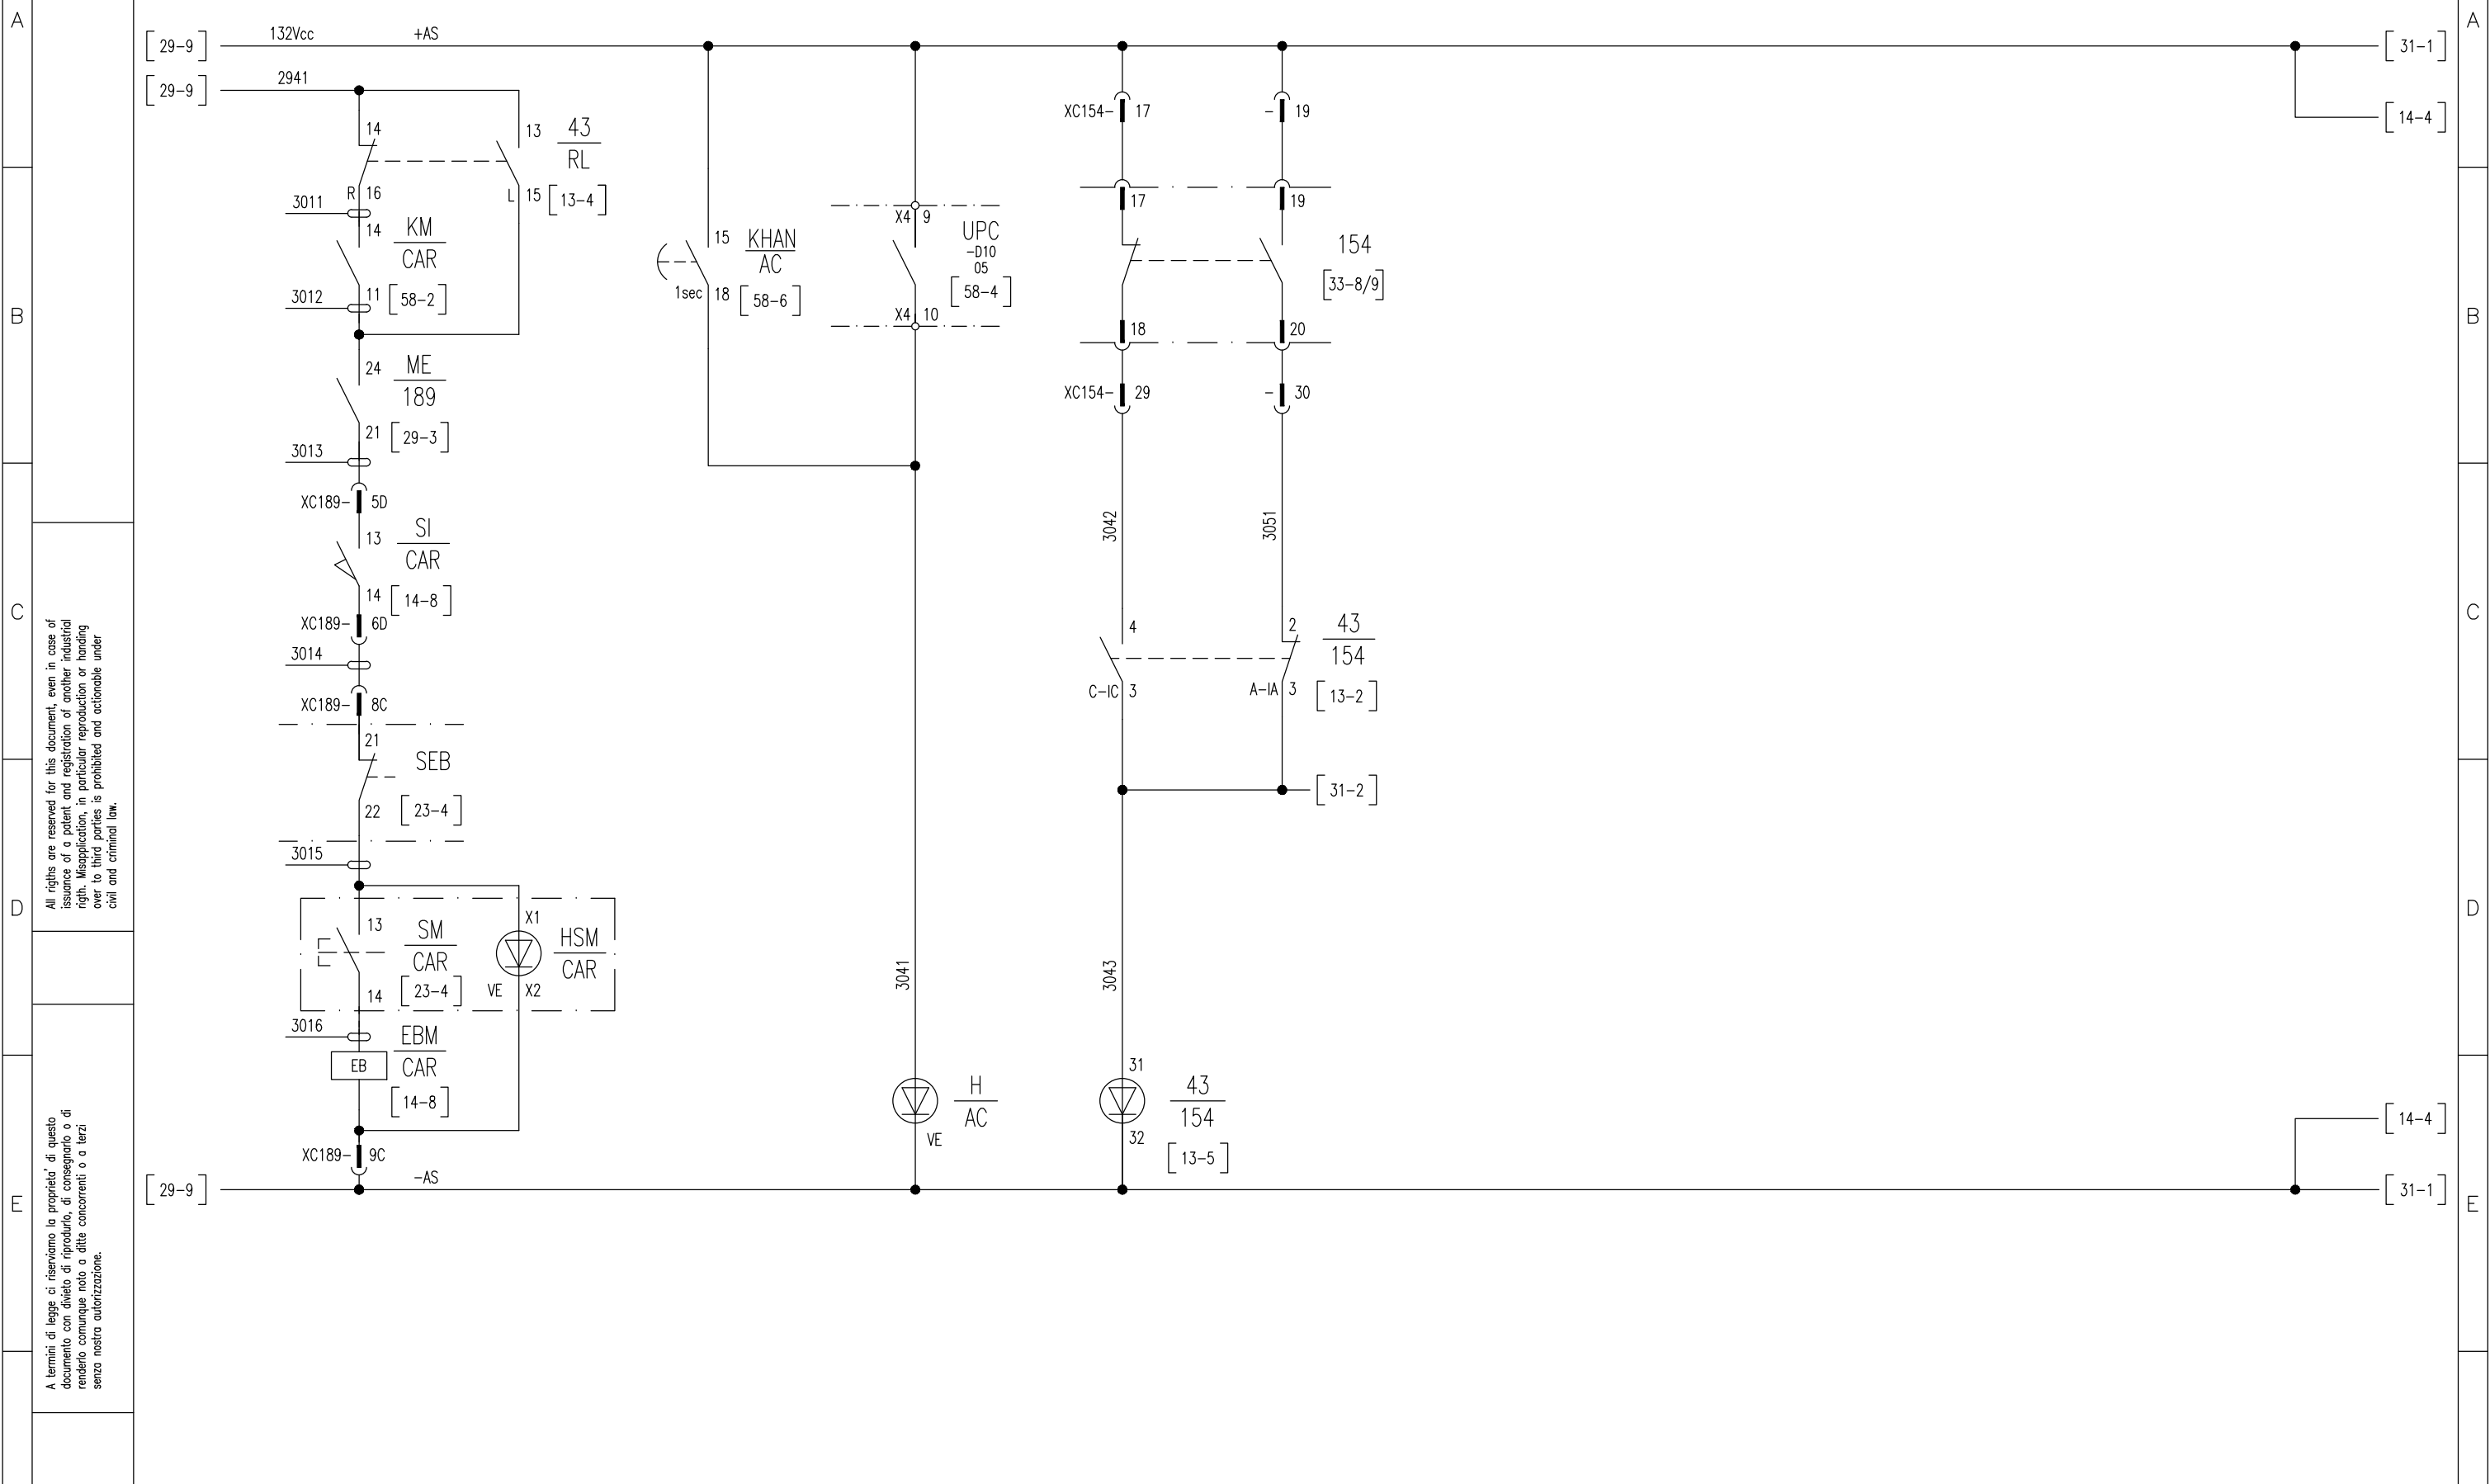 A
A
[29-9]
132Vcc
+AS
[31-1]
[29-9]
2941
[14-4]
14
13
43
RL
R
16
L
15
[13-4]
3011
14
KM
CAR
3012
11
[58-2]
15
KHAN
AC
1sec
18
[58-6]
X4
9
UPC
-D10
05
[58-4]
X4
10
XC154-
17
-
19
17
19
154
[33-8/9]
18
20
XC154-
29
-
30
B
B
24
ME
189
21
[29-3]
3013
XC189-
5D
13
SI
CAR
14
[14-8]
XC189-
6D
3014
XC189-
8C
3042
3051
4
2
43
154
C-IC
3
A-IA
3
[13-2]
C
C
21
SEB
22
[23-4]
3015
[31-2]
13
SM
CAR
14
[23-4]
X1
HSM
CAR
VE
X2
3041
3043
D
D
3016
EBM
CAR
EB
[14-8]
XC189-
9C
H
AC
VE
31
43
154
32
[13-5]
[14-4]
[29-9]
-AS
[31-1]
E
E
All rigths are reserved for this document, even in case of
issuance of a patent and registration of another industrial
rigth. Misapplication, in particular reproduction or handing
over to third parties is prohibited and actionable under
civil and criminal law.
A termini di legge ci riserviamo la proprieta' di questo
documento con divieto di riprodurlo, di consegnarlo o di
renderlo comunque noto a ditte concorrenti o a terzi
senza nostra autorizzazione.